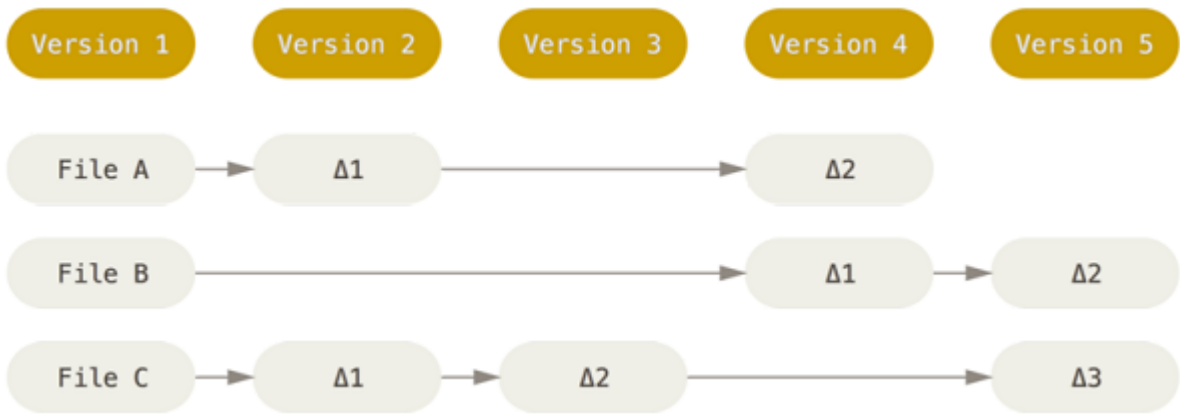 Version 1 Version 2 Version 3 Version 4 Version 5
File A Δ1 Δ2
File B Δ1 Δ2
File C Δ1 Δ2 Δ3